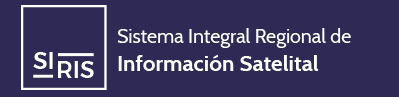 SI
RIS
Sistema Integral Regional de
Información Satelital